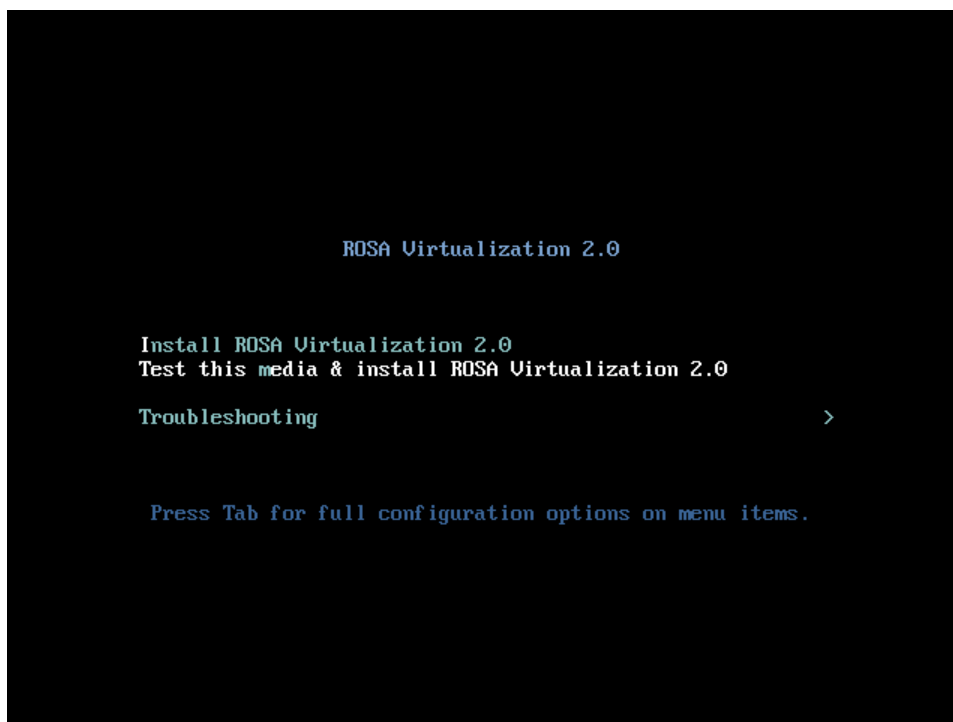 ROSA Virtualization 2.0
Install ROSA Virtualization 2.0
Test this media & install ROSA Virtualization 2.0
Troubleshooting >
Press Tab for full configuration options on menu items.